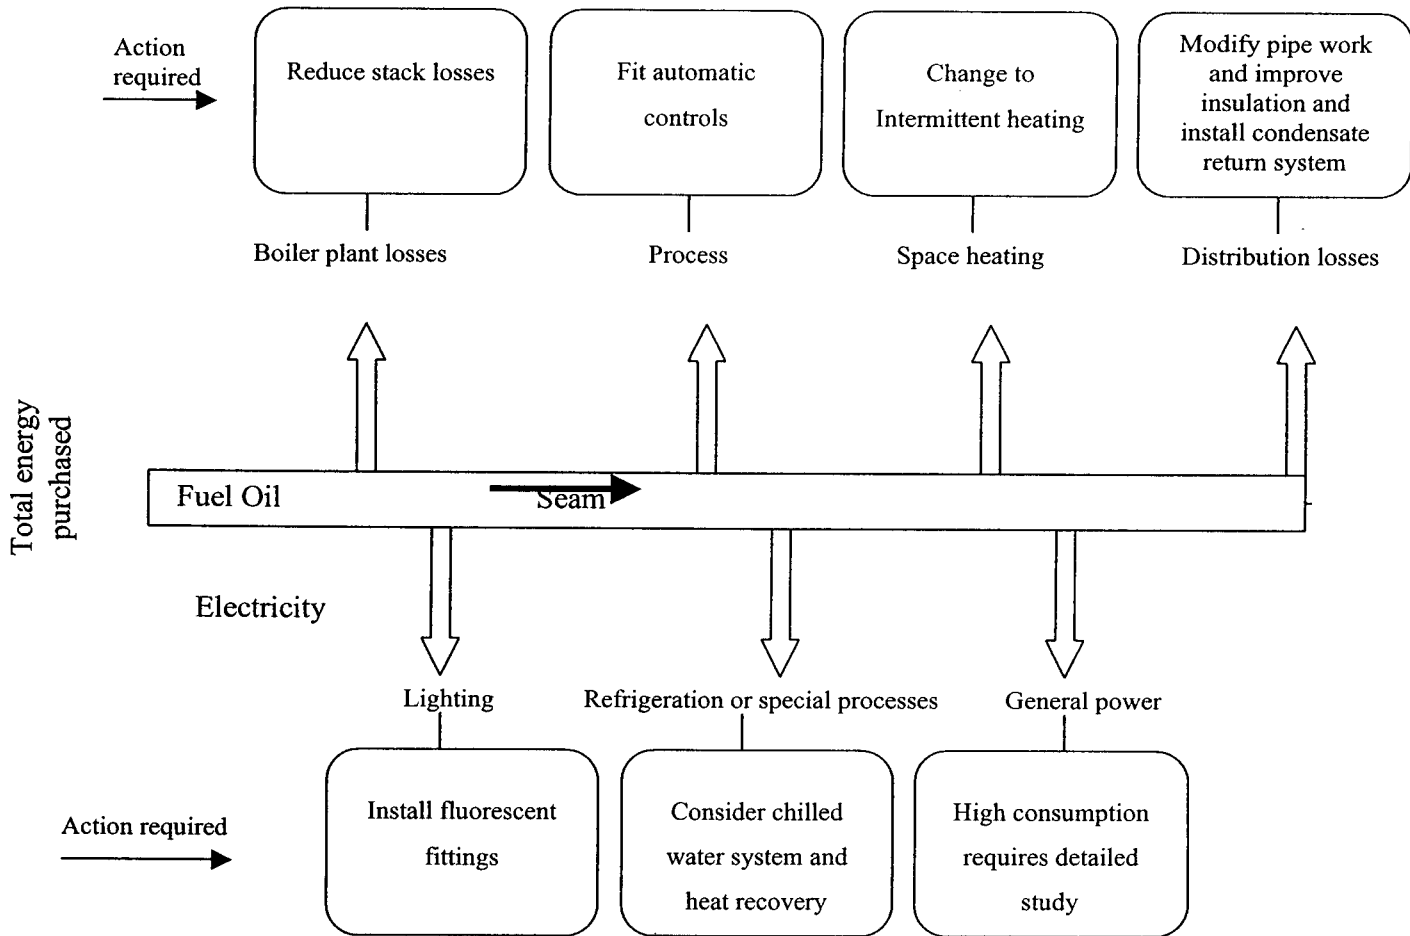 Action
required
Reduce stack losses
Fit automatic
controls
Change to
Intermittent heating
Modify pipe work
and improve
insulation and
install condensate
return system
Boiler plant losses
Process
Space heating
Distribution losses
Total energy
purchased
Fuel Oil
Seam
Electricity
Lighting
Refrigeration or special processes
General power
Action required
Install fluorescent
fittings
Consider chilled
water system and
heat recovery
High consumption
requires detailed
study